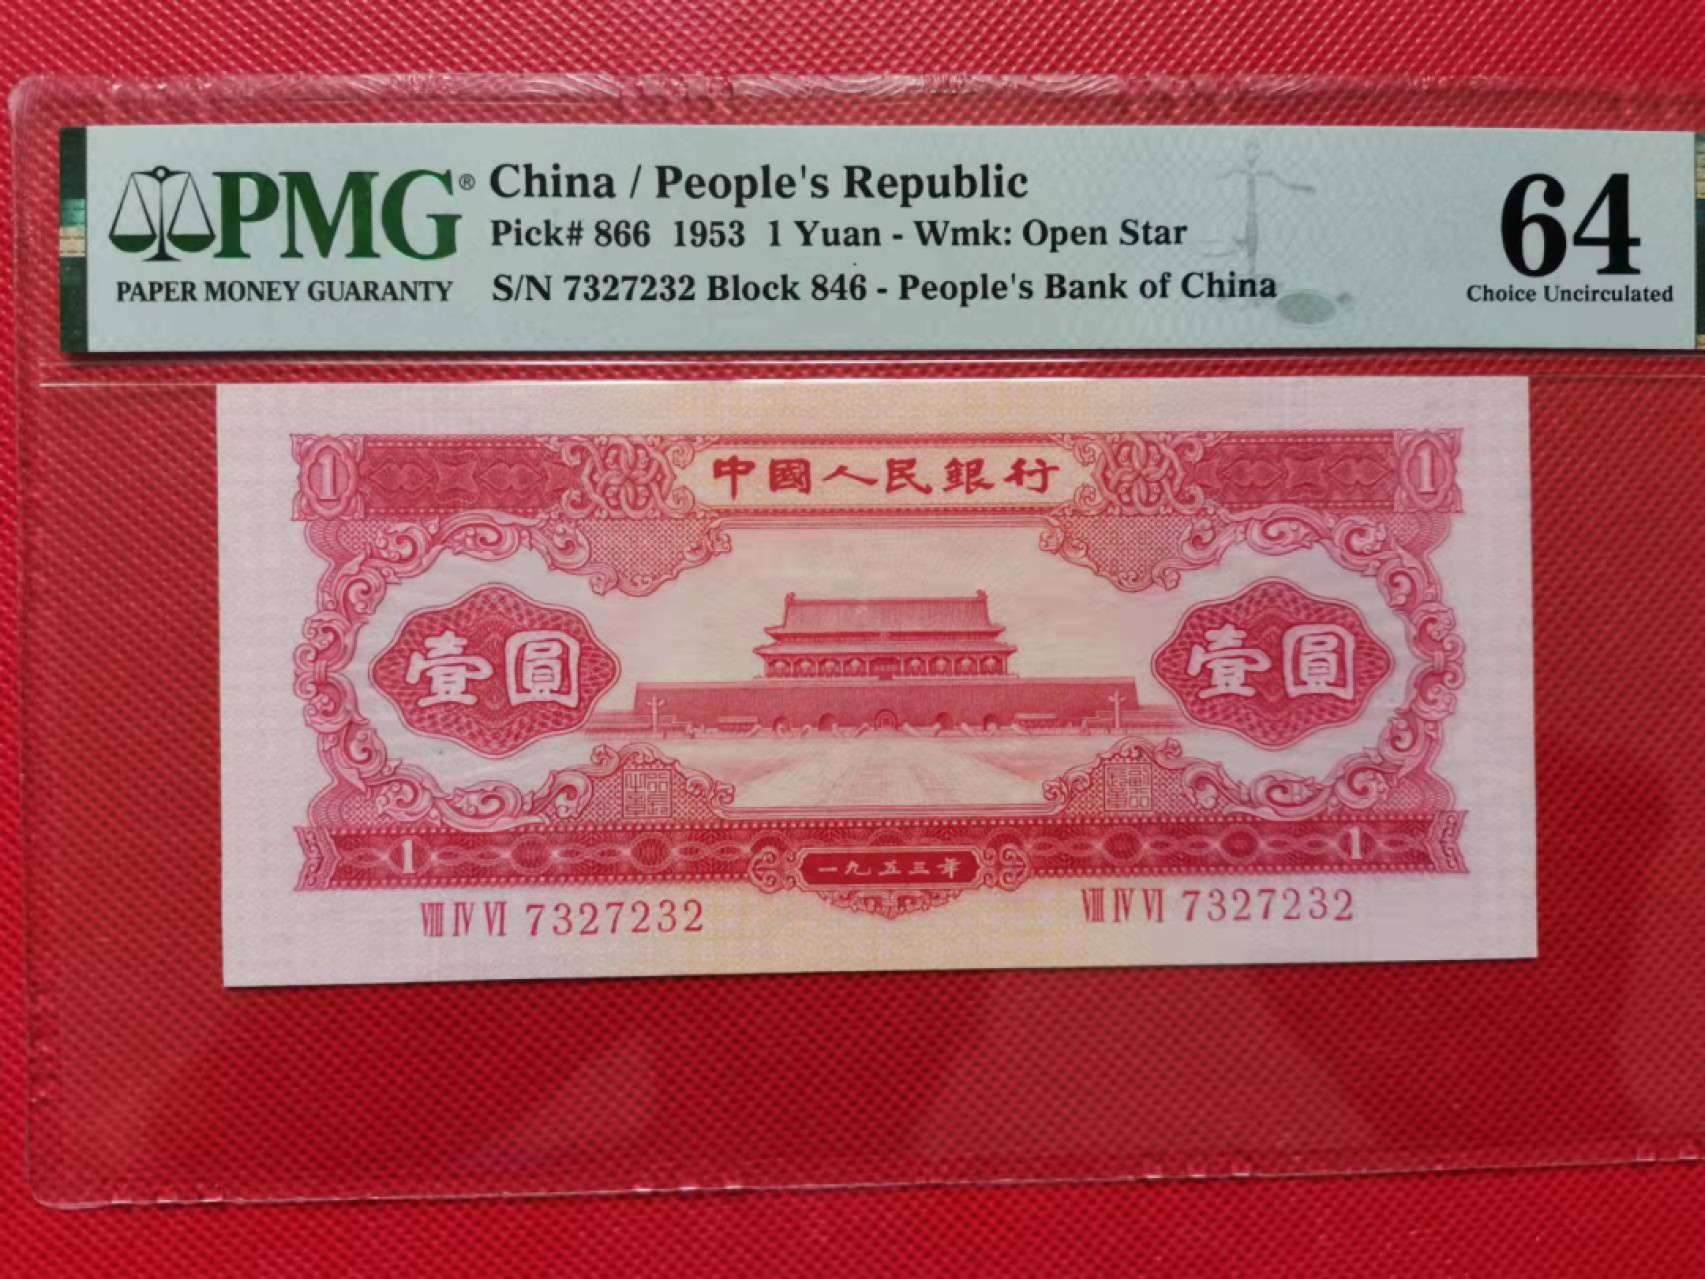 PMG®
PAPER MONEY GUARANTY
China / People's Republic
Pick# 866 1953 1 Yuan - Wmk: Open Star
S/N 7327232 Block 846 - People's Bank of China
64
Choice Uncirculated
1 中國人民銀行 1
壹圓 壹圓
1 一九五三年 1
VIII IV VI 7327232 VIII IV VI 7327232